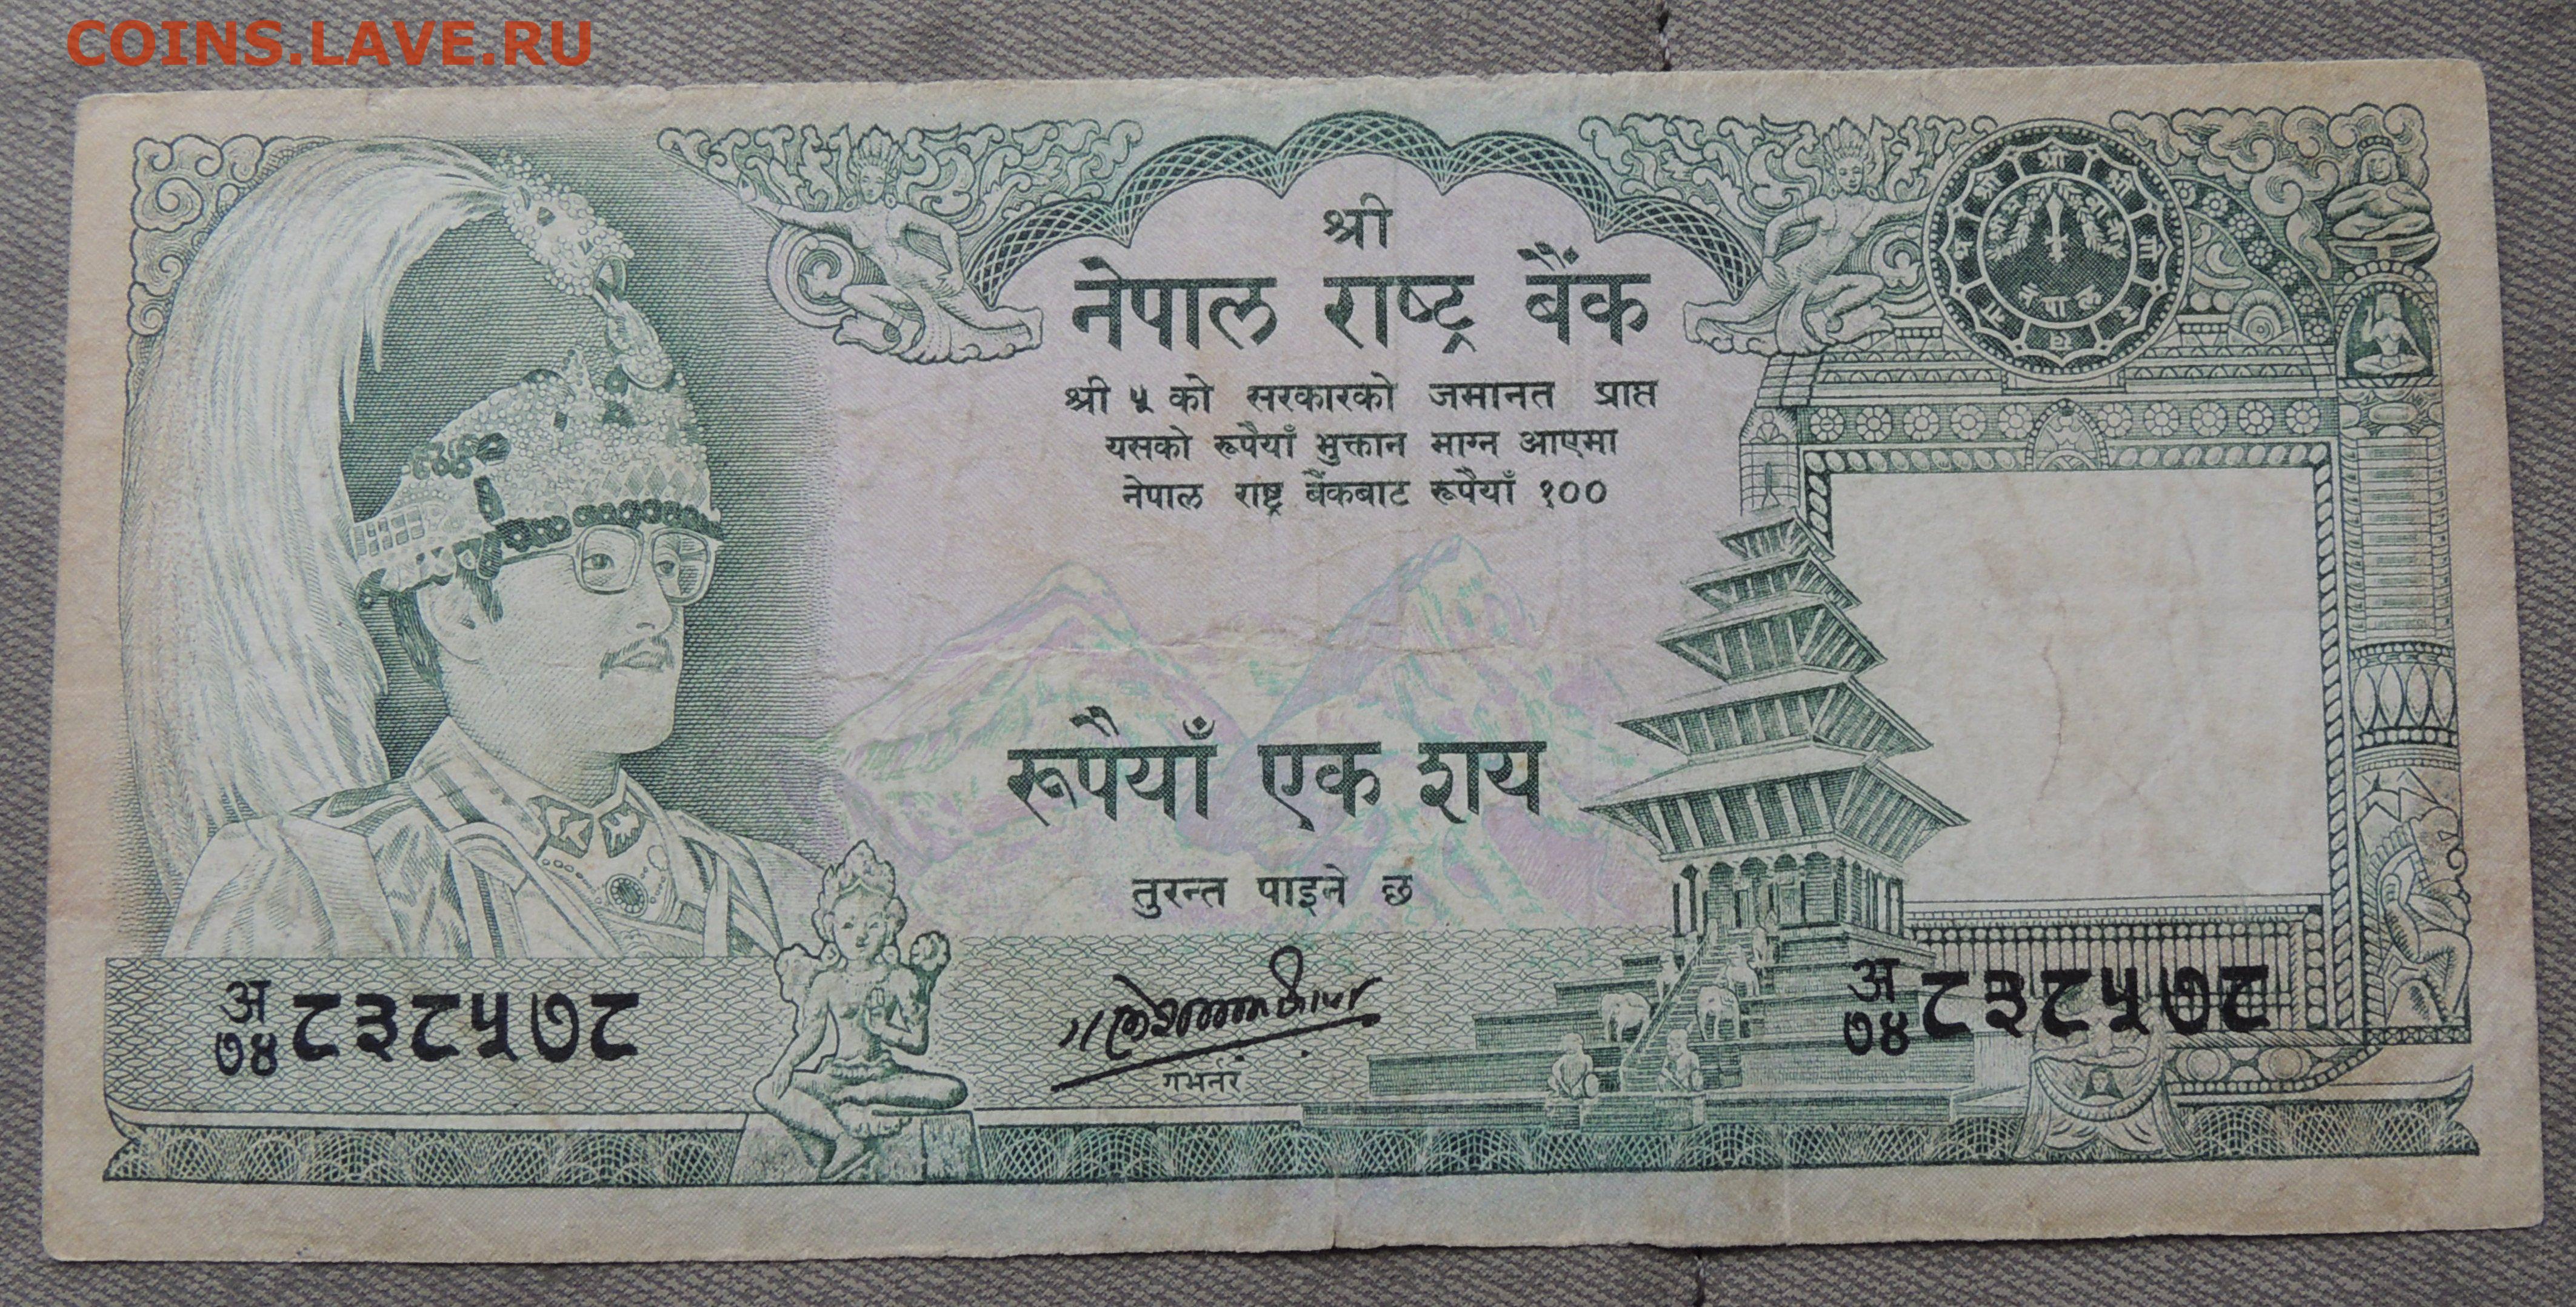 COINS.LAVE.RU
श्री
नेपाल राष्ट्र बैंक
श्री ५ को सरकारको जमानत प्राप्त
यसको रूपैयाँ भुक्तान माग्न आएमा
नेपाल राष्ट्र बैंकबाट रूपैयाँ १००
रूपैयाँ एक शय
तुरन्त पाइने छ
अ
७४ ८३८५७८
गभर्नर
अ
७४ ८३८५७८